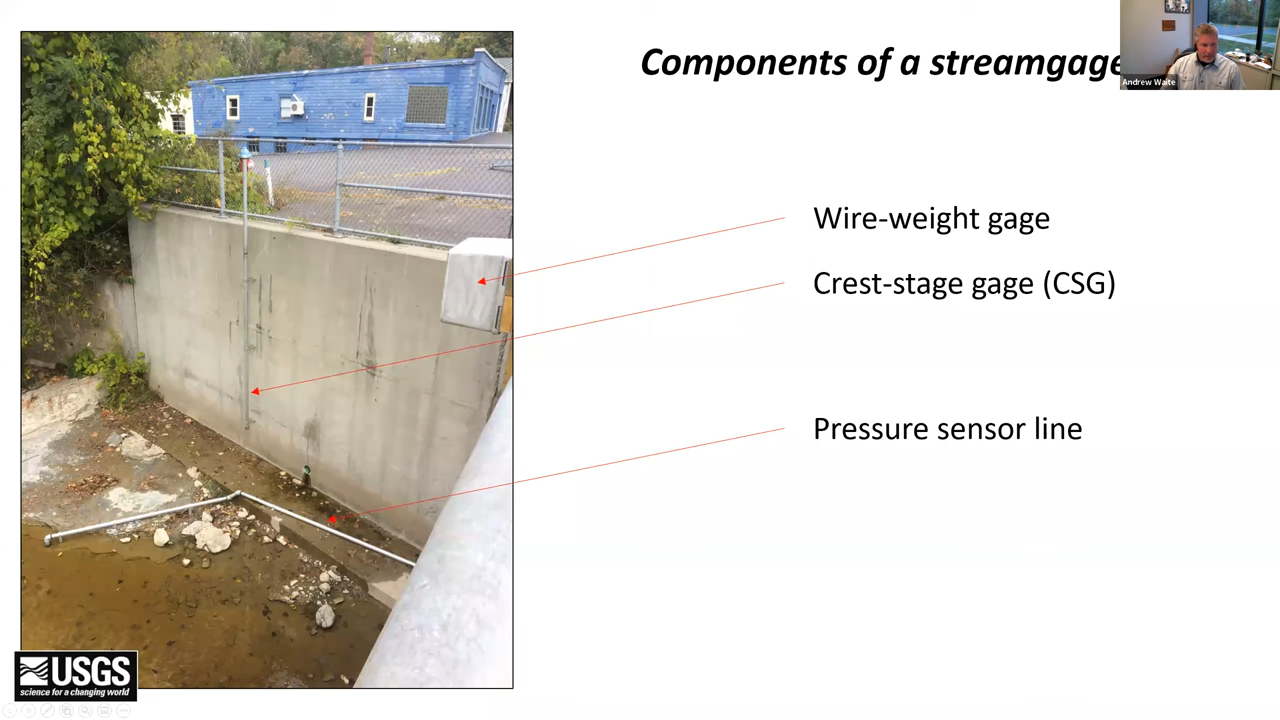 Components of a streamgage
Andrew Waite
Wire-weight gage
Crest-stage gage (CSG)
Pressure sensor line
USGS
science for a changing world